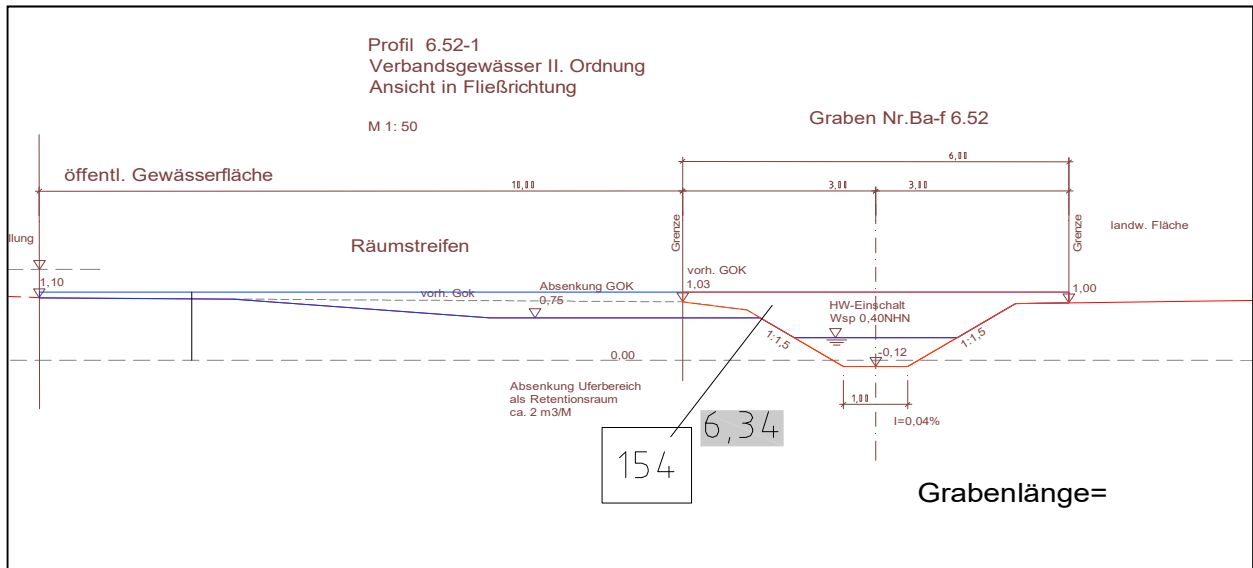 Profil 6.52-1
Verbandsgewässer II. Ordnung
Ansicht in Fließrichtung
M 1: 50
Graben Nr.Ba-f 6.52
6,00
öffentl. Gewässerfläche
10,00
3,00
3,00
llung
Räumstreifen
Grenze
Grenze
landw. Fläche
vorh. GOK
1,10
vorh. Gok
Absenkung GOK
1,03
1,00
0,75
HW-Einschalt
Wsp 0,40NHN
1:1,5
1:1,5
0,00
-0,12
Absenkung Uferbereich
als Retentionsraum
ca. 2 m3/M
1,00
I=0,04%
6,34
154
Grabenlänge=